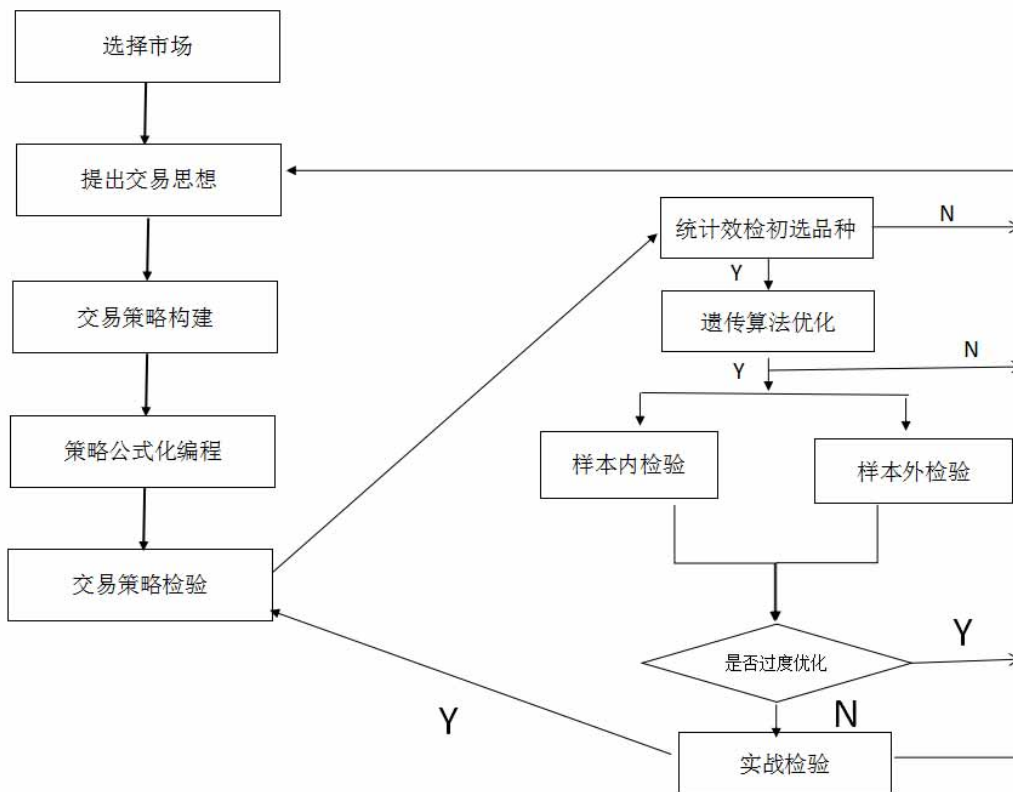 选择市场
提出交易思想
交易策略构建
策略公式化编程
交易策略检验
统计效检初选品种
N
Y
遗传算法优化
N
Y
样本内检验
样本外检验
是否过度优化
Y
N
Y
实战检验